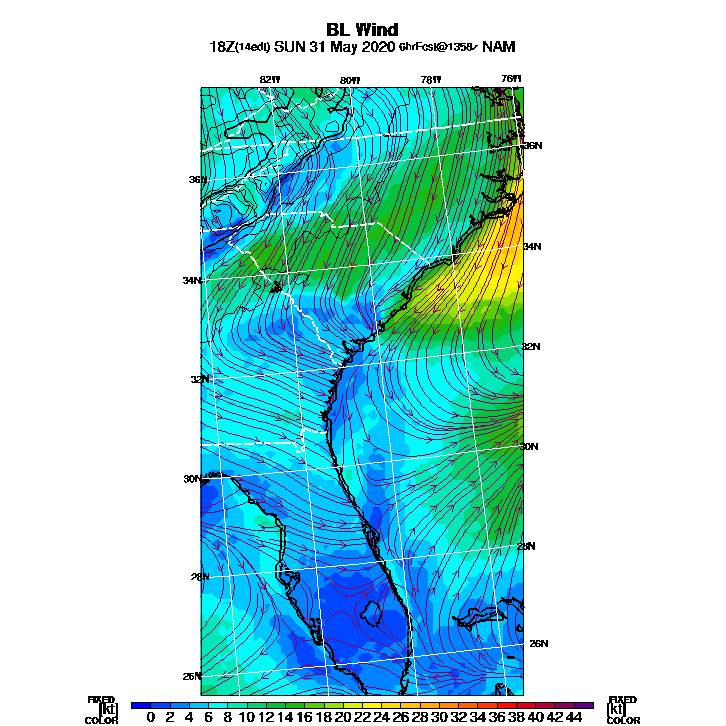 BL Wind
18Z(14edt) SUN 31 May 2020 6hrFcst@1358z NAM
82W 80W 78W 76W
36N
36N
34N
34N
32N
32N
30N
30N
28N
28N
26N
26N
FIXED FIXED
[kt] 0 2 4 6 8 10 12 14 16 18 20 22 24 26 28 30 32 34 36 38 40 42 44 [kt]
COLOR COLOR